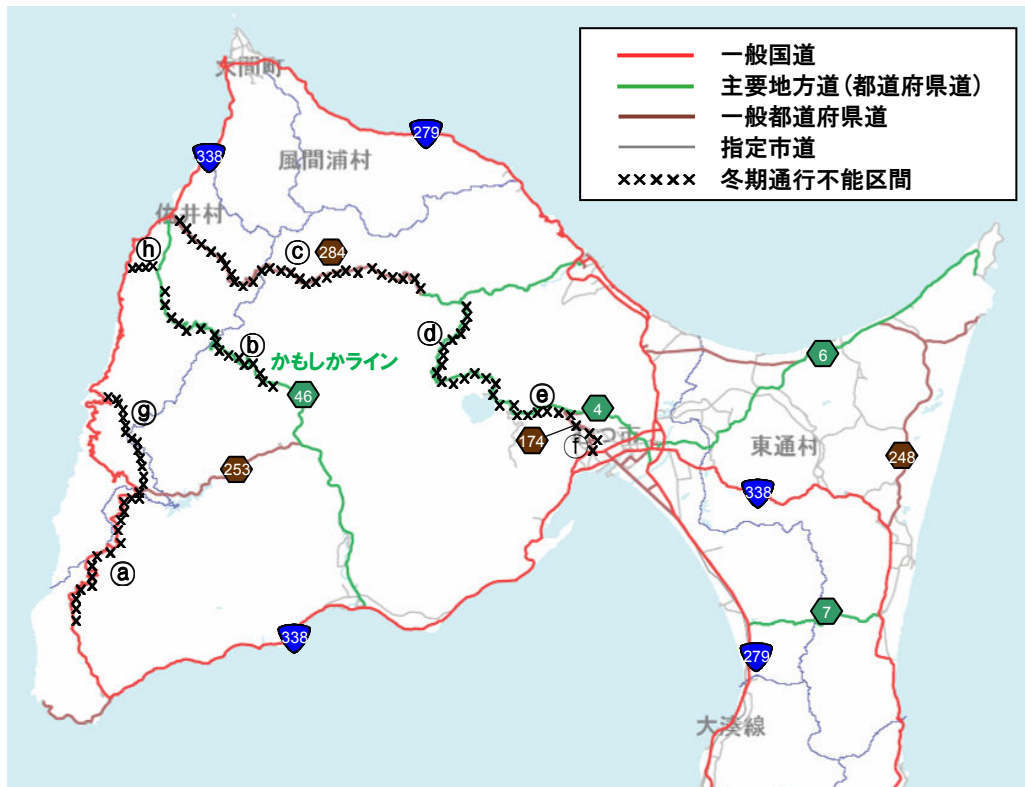 一般国道
主要地方道(都道府県道)
一般都道府県道
指定市道
××××× 冬期通行不能区間
大間町
279
338
風間浦村
佐井村
ⓗ
ⓒ
284
ⓓ
6
ⓑ
かもしかライン
46
ⓖ
ⓔ
4
174
むつ市
ⓕ
東通村
248
253
338
ⓐ
7
338
279
大湊線